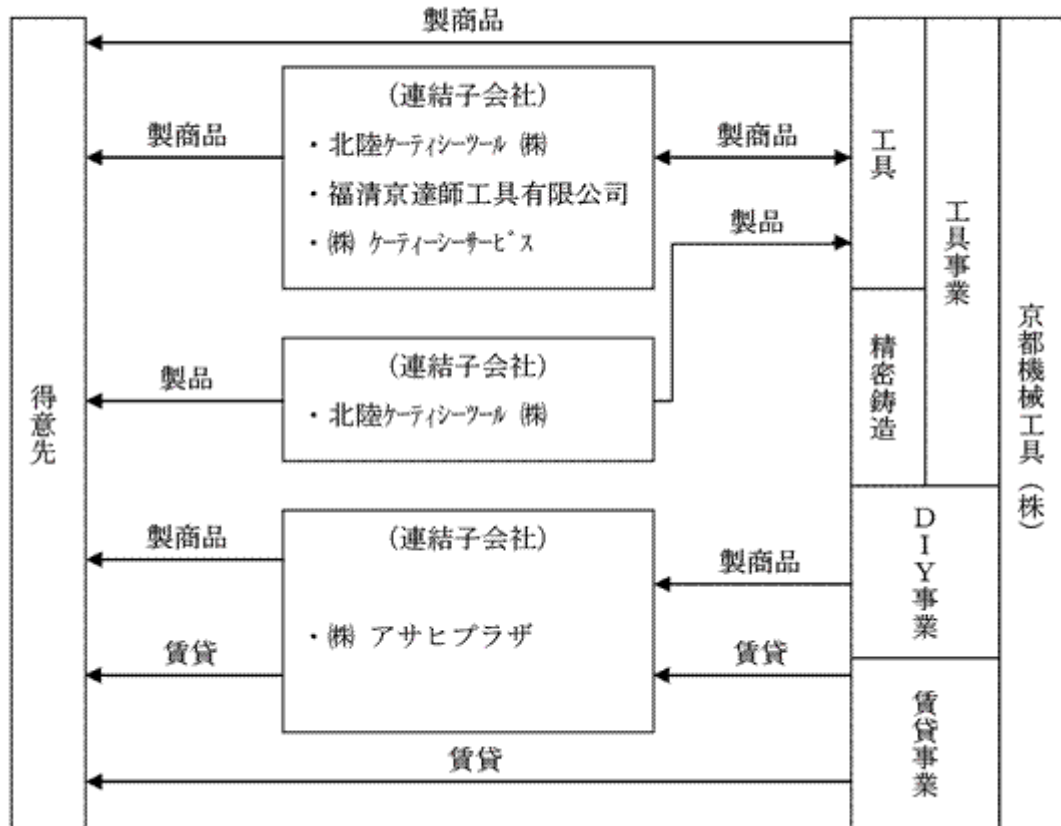 製商品
(連結子会社)
・北陸ケーティシーツール ㈱
・福清京達師工具有限公司
・㈱ ケーティーシーサービス
製商品
製商品
工具
製品
工具事業
(連結子会社)
・北陸ケーティシーツール ㈱
製品
精密鋳造
得意先
京都機械工具(株)
(連結子会社)
・㈱ アサヒプラザ
製商品
製商品
DIY事業
賃貸
賃貸
賃貸
賃貸事業